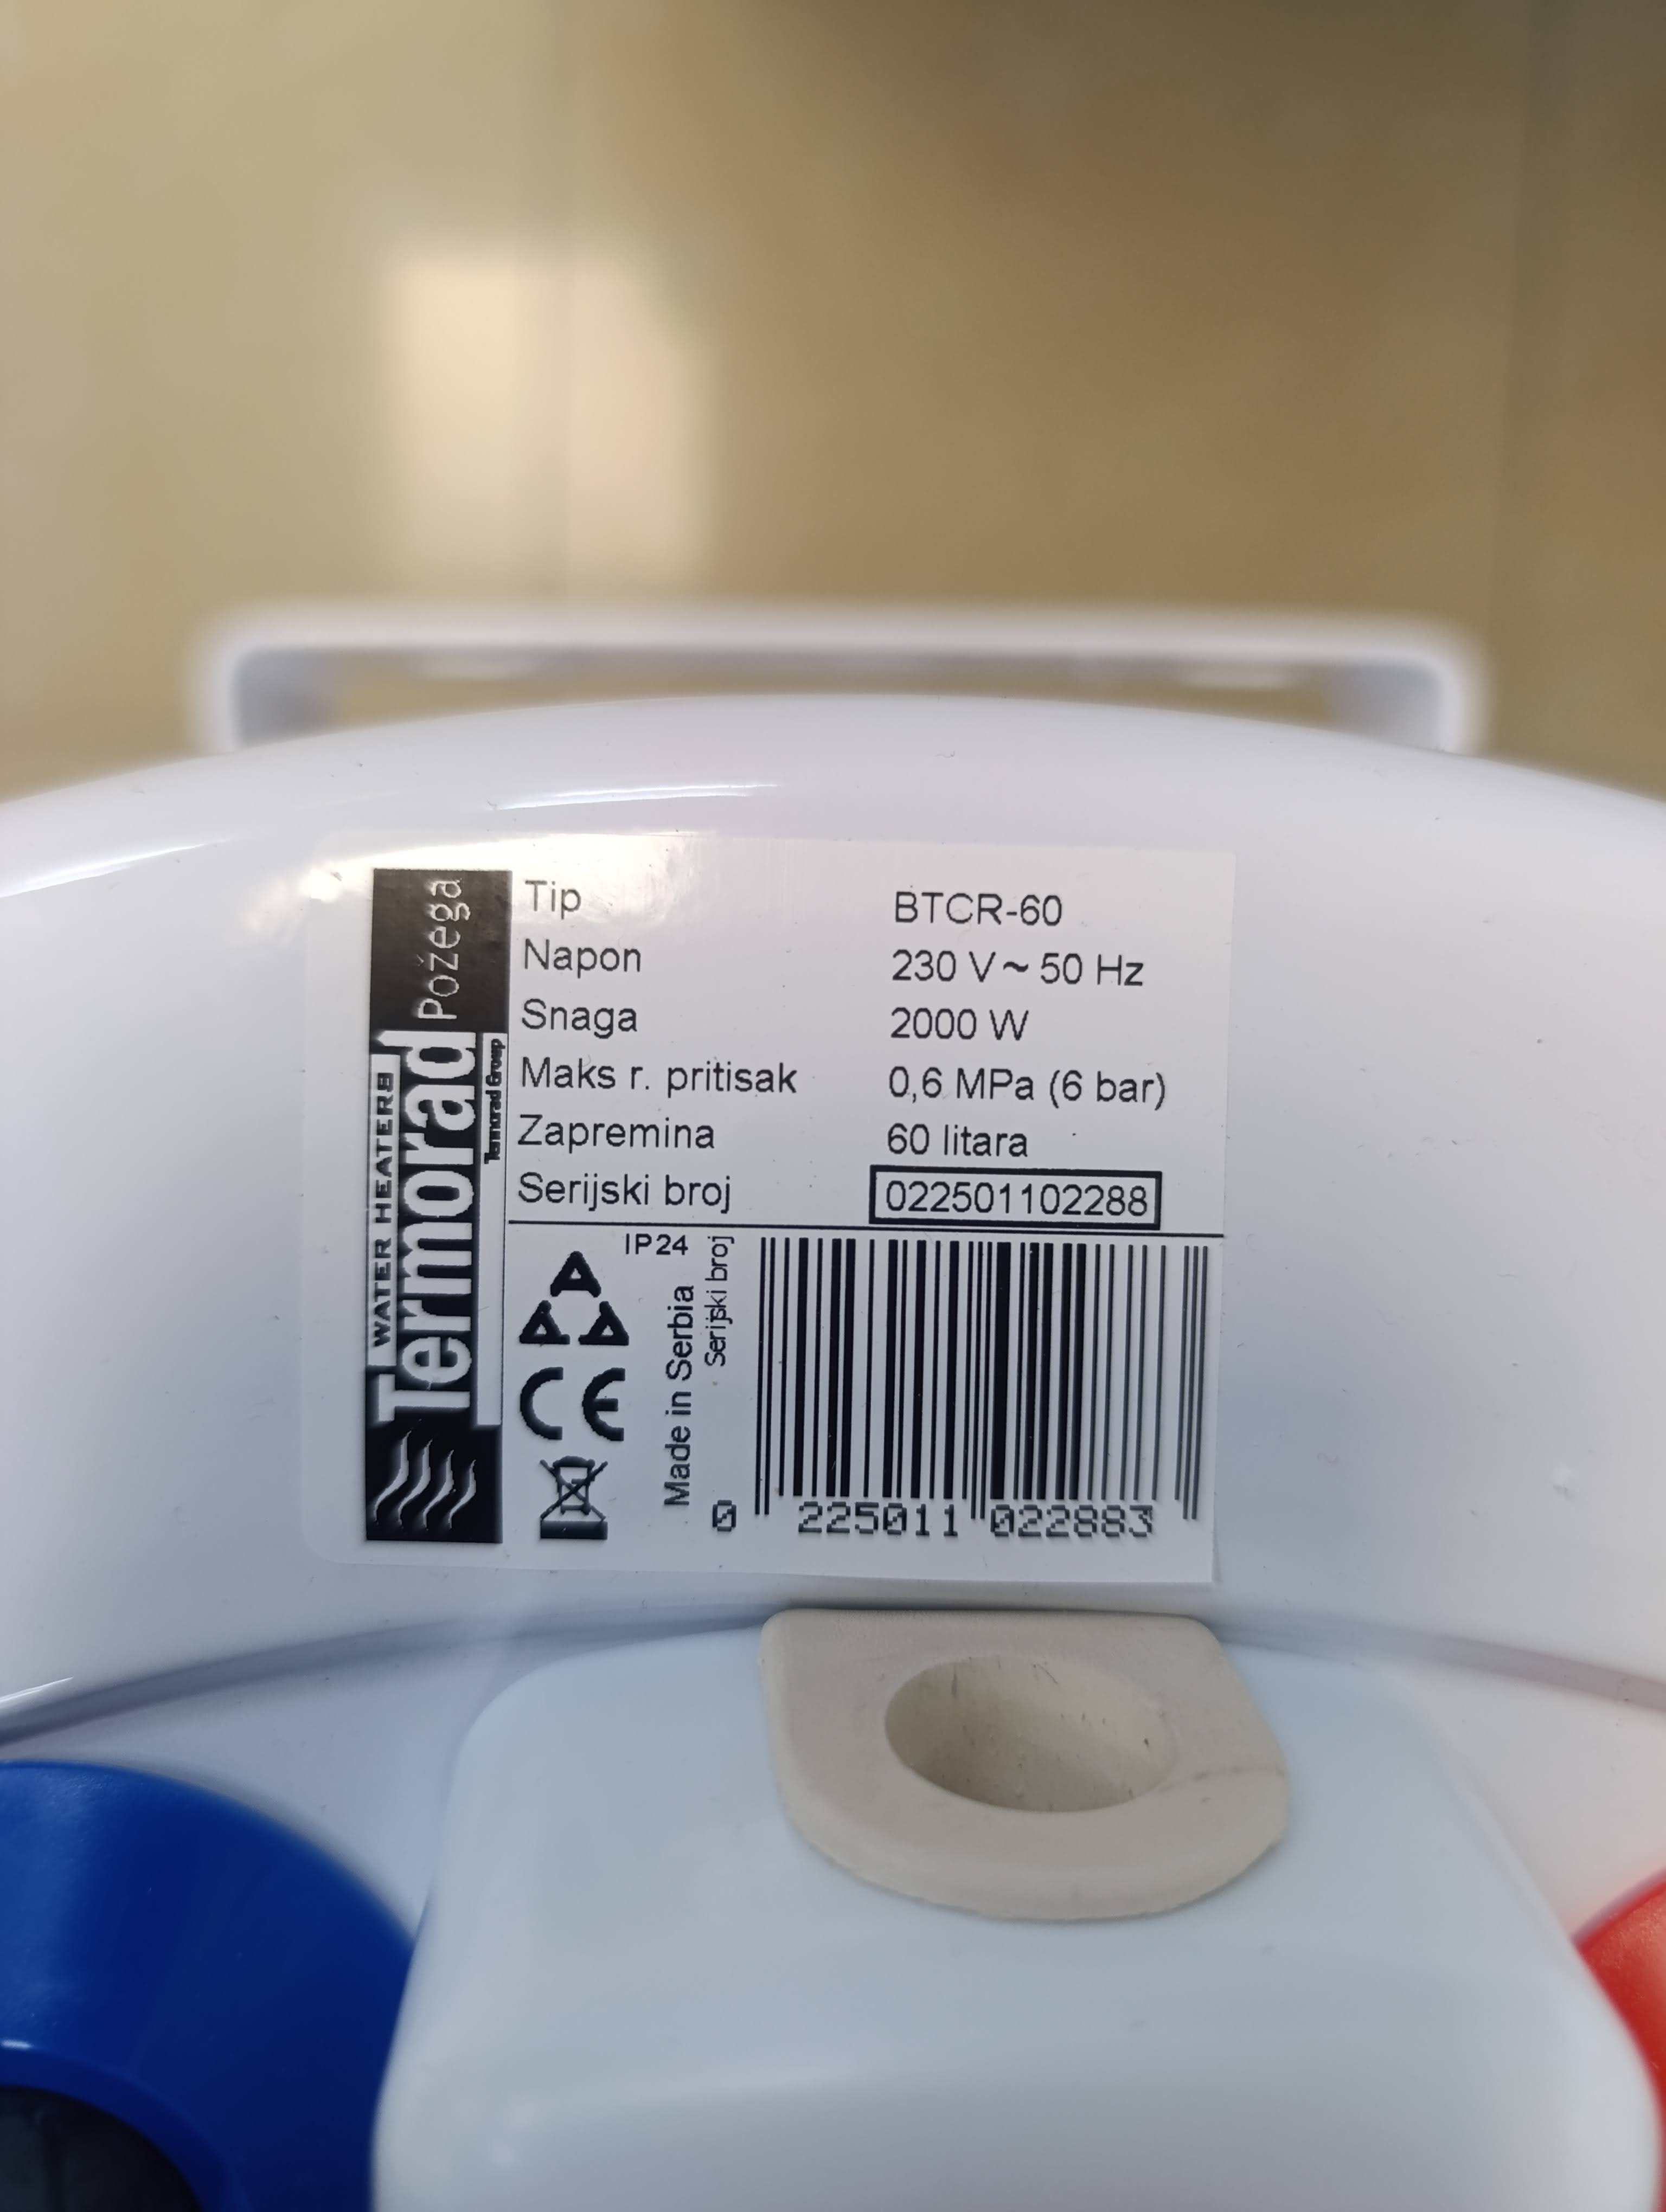 Termorad Požega
WATER HEATERS
Termorad Group
Tip BTCR-60
Napon 230 V~ 50 Hz
Snaga 2000 W
Maks r. pritisak 0,6 MPa (6 bar)
Zapremina 60 litara
Serijski broj 022501102288
IP24
A
A A
CE
Made in Serbia
Serijski broj
0 225011 022883